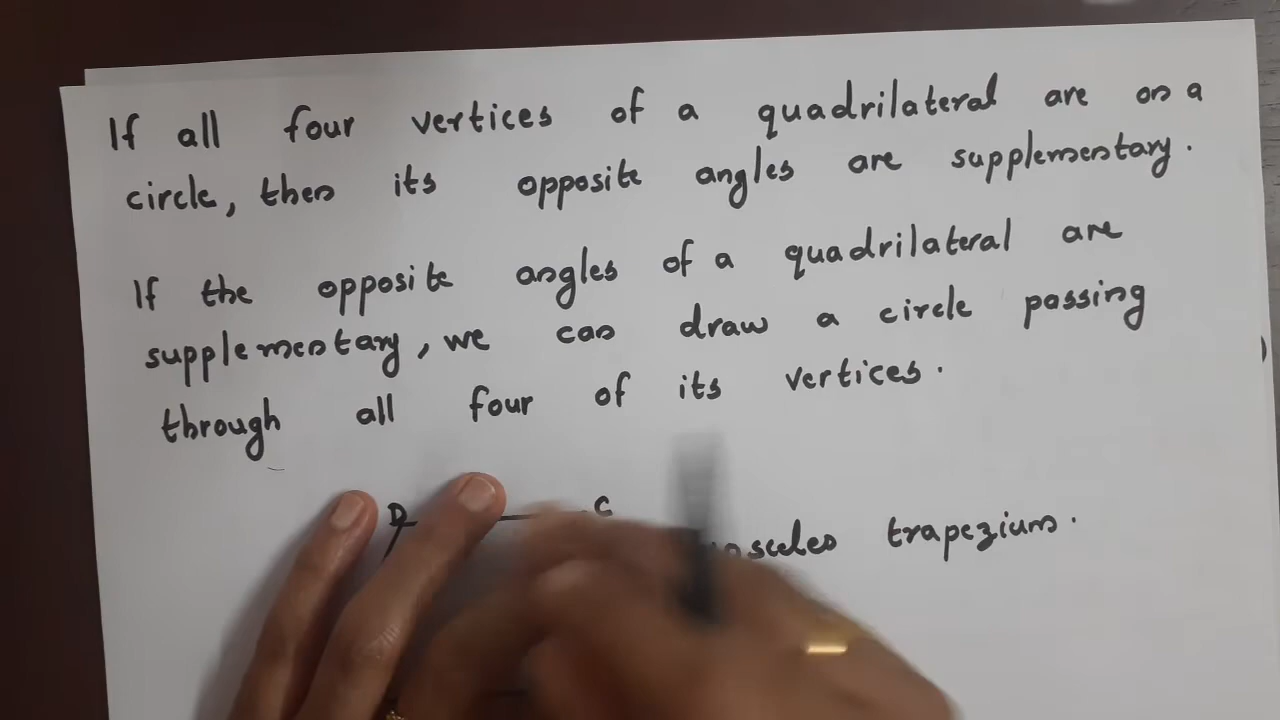 If all four vertices of a quadrilateral are on a
circle, then its opposite angles are supplementary.
If the opposite angles of a quadrilateral are
supplementary, we can draw a circle passing
through all four of its vertices.
D C
trapezium.